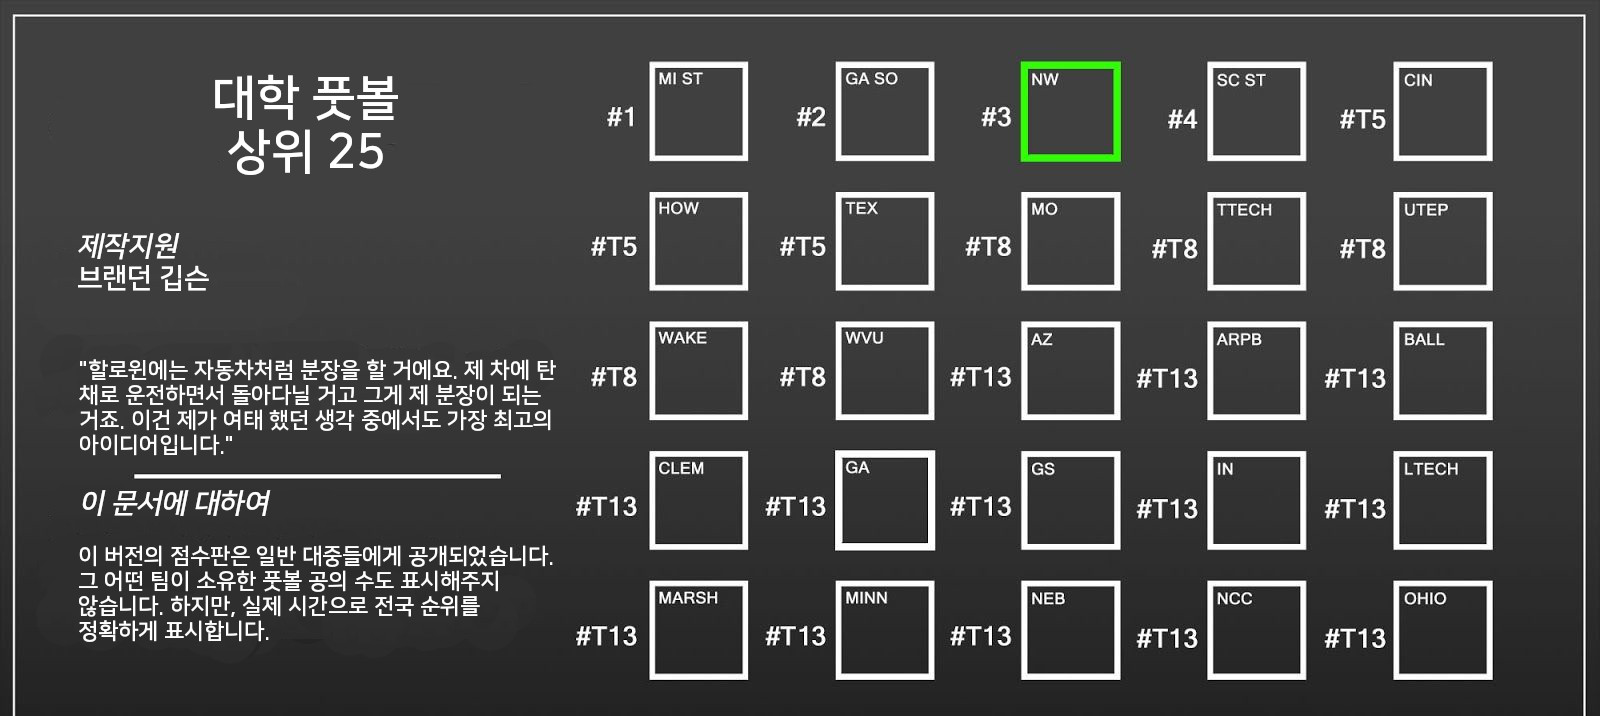 대학 풋볼
상위 25
제작지원
브랜던 깁슨
"할로윈에는 자동차처럼 분장을 할 거에요. 제 차에 탄
채로 운전하면서 돌아다닐 거고 그게 제 분장이 되는
거죠. 이건 제가 여태 했던 생각 중에서도 가장 최고의
아이디어입니다."
이 문서에 대하여
이 버전의 점수판은 일반 대중들에게 공개되었습니다.
그 어떤 팀이 소유한 풋볼 공의 수도 표시해주지
않습니다. 하지만, 실제 시간으로 전국 순위를
정확하게 표시합니다.
#1 MI ST #2 GA SO #3 NW #4 SC ST #T5 CIN
#T5 HOW #T5 TEX #T8 MO #T8 TTECH #T8 UTEP
#T8 WAKE #T8 WVU #T13 AZ #T13 ARPB #T13 BALL
#T13 CLEM #T13 GA #T13 GS #T13 IN #T13 LTECH
#T13 MARSH #T13 MINN #T13 NEB #T13 NCC #T13 OHIO